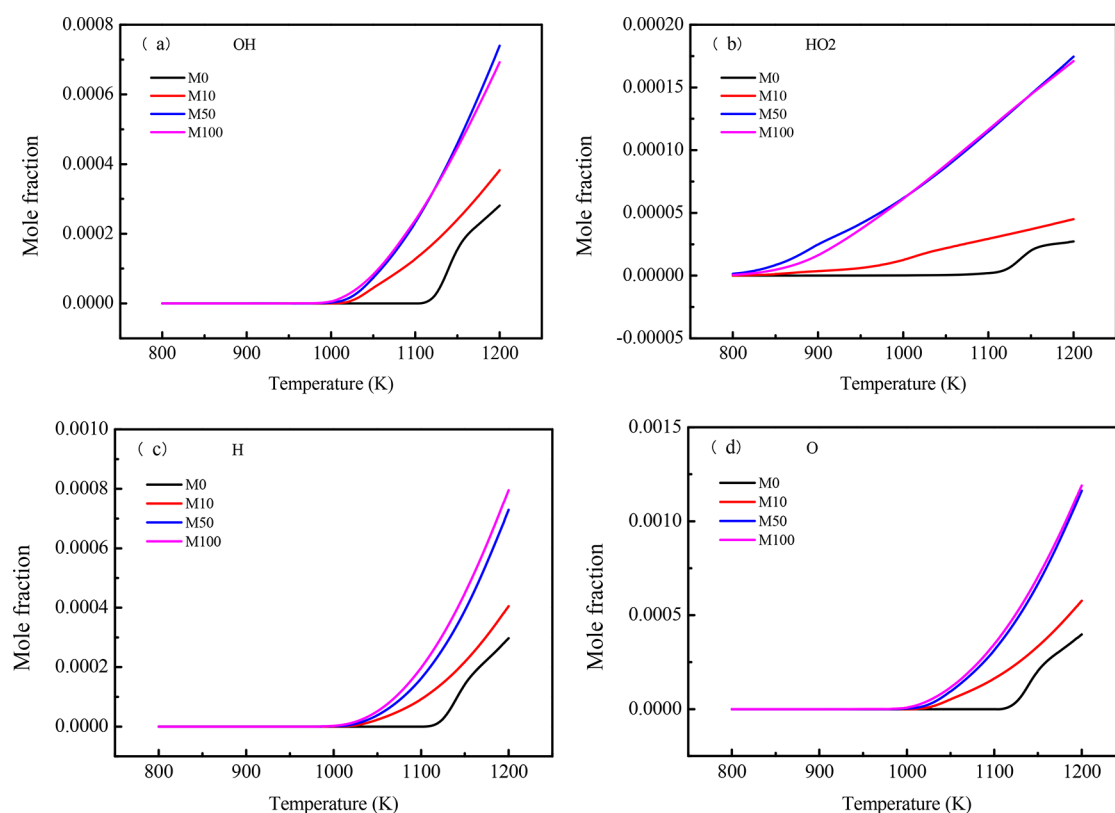 ( a) OH
M0
M10
M50
M100
0.0008
0.0006
0.0004
0.0002
0.0000
Mole fraction
800 900 1000 1100 1200
Temperature (K)
( b) HO2
M0
M10
M50
M100
0.00020
0.00015
0.00010
0.00005
0.00000
-0.00005
Mole fraction
800 900 1000 1100 1200
Temperature (K)
( c) H
M0
M10
M50
M100
0.0010
0.0008
0.0006
0.0004
0.0002
0.0000
Mole fraction
800 900 1000 1100 1200
Temperature (K)
( d) O
M0
M10
M50
M100
0.0015
0.0010
0.0005
0.0000
Mole fraction
800 900 1000 1100 1200
Temperature (K)